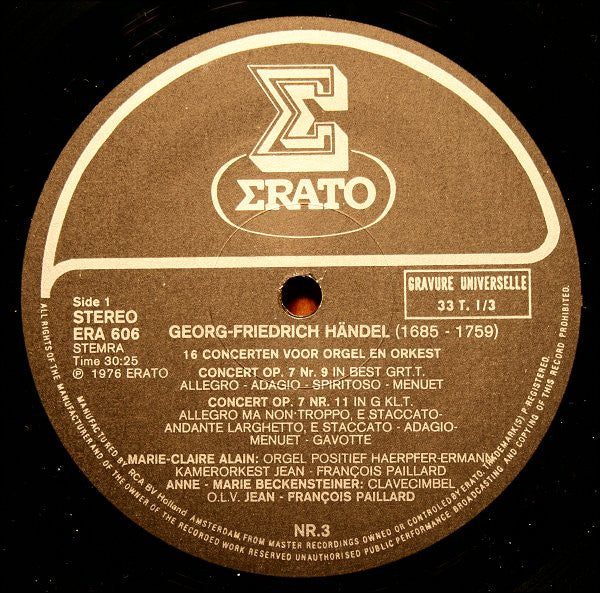 Σ
ΣRATO
GRAVURE UNIVERSELLE
33 T. 1/3
Side 1
STEREO
ERA 606
STEMRA
Time 30:25
℗ 1976 ERATO
GEORG-FRIEDRICH HÄNDEL (1685 - 1759)
16 CONCERTEN VOOR ORGEL EN ORKEST
CONCERT OP. 7 Nr. 9 IN BEST GRT.T.
ALLEGRO - ADAGIO - SPIRITOSO - MENUET
CONCERT OP. 7 NR. 11 IN G KL.T.
ALLEGRO MA NON TROPPO, E STACCATO-
ANDANTE LARGHETTO, E STACCATO - ADAGIO-
MENUET - GAVOTTE
MARIE-CLAIRE ALAIN: ORGEL POSITIEF HAERPFER-ERMANN
KAMERORKEST JEAN - FRANÇOIS PAILLARD
ANNE - MARIE BECKENSTEINER: CLAVECIMBEL
O.L.V. JEAN - FRANÇOIS PAILLARD
NR.3
ALL RIGHTS OF THE MANUFACTURER AND OF THE OWNER OF THE RECORDED WORK RESERVED UNAUTHORISED PUBLIC PERFORMANCE, BROADCASTING AND COPYING OF THIS RECORD PROHIBITED.
MANUFACTURED BY RCA BV Holland AMSTERDAM, FROM MASTER RECORDINGS OWNED OR CONTROLED BY ERATO, TRADEMARK(S) P. REGISTERED.